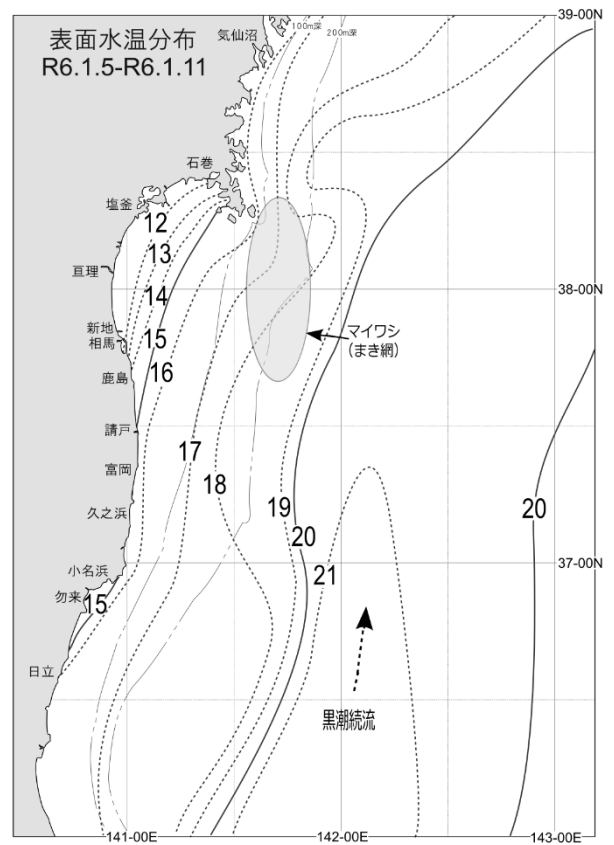 表面水温分布
R6.1.5-R6.1.11
気仙沼
100m深
200m深
39-00N
石巻
塩釜
12
13
亘理
14
38-00N
新地
相馬
15
マイワシ
(まき網)
鹿島
16
請戸
17
富岡
18
久之浜
19
20
20
小名浜
21
37-00N
勿来
15
日立
黒潮続流
141-00E
142-00E
143-00E